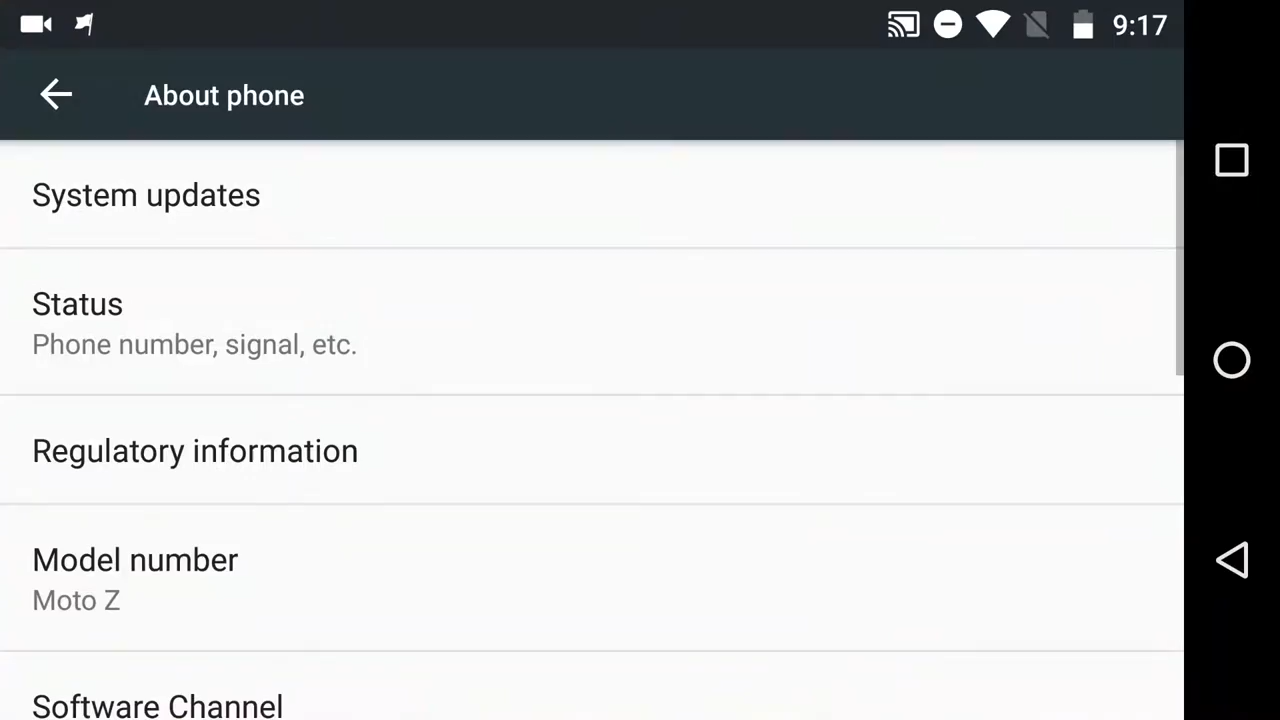 9:17
About phone
System updates
Status
Phone number, signal, etc.
Regulatory information
Model number
Moto Z
Software Channel